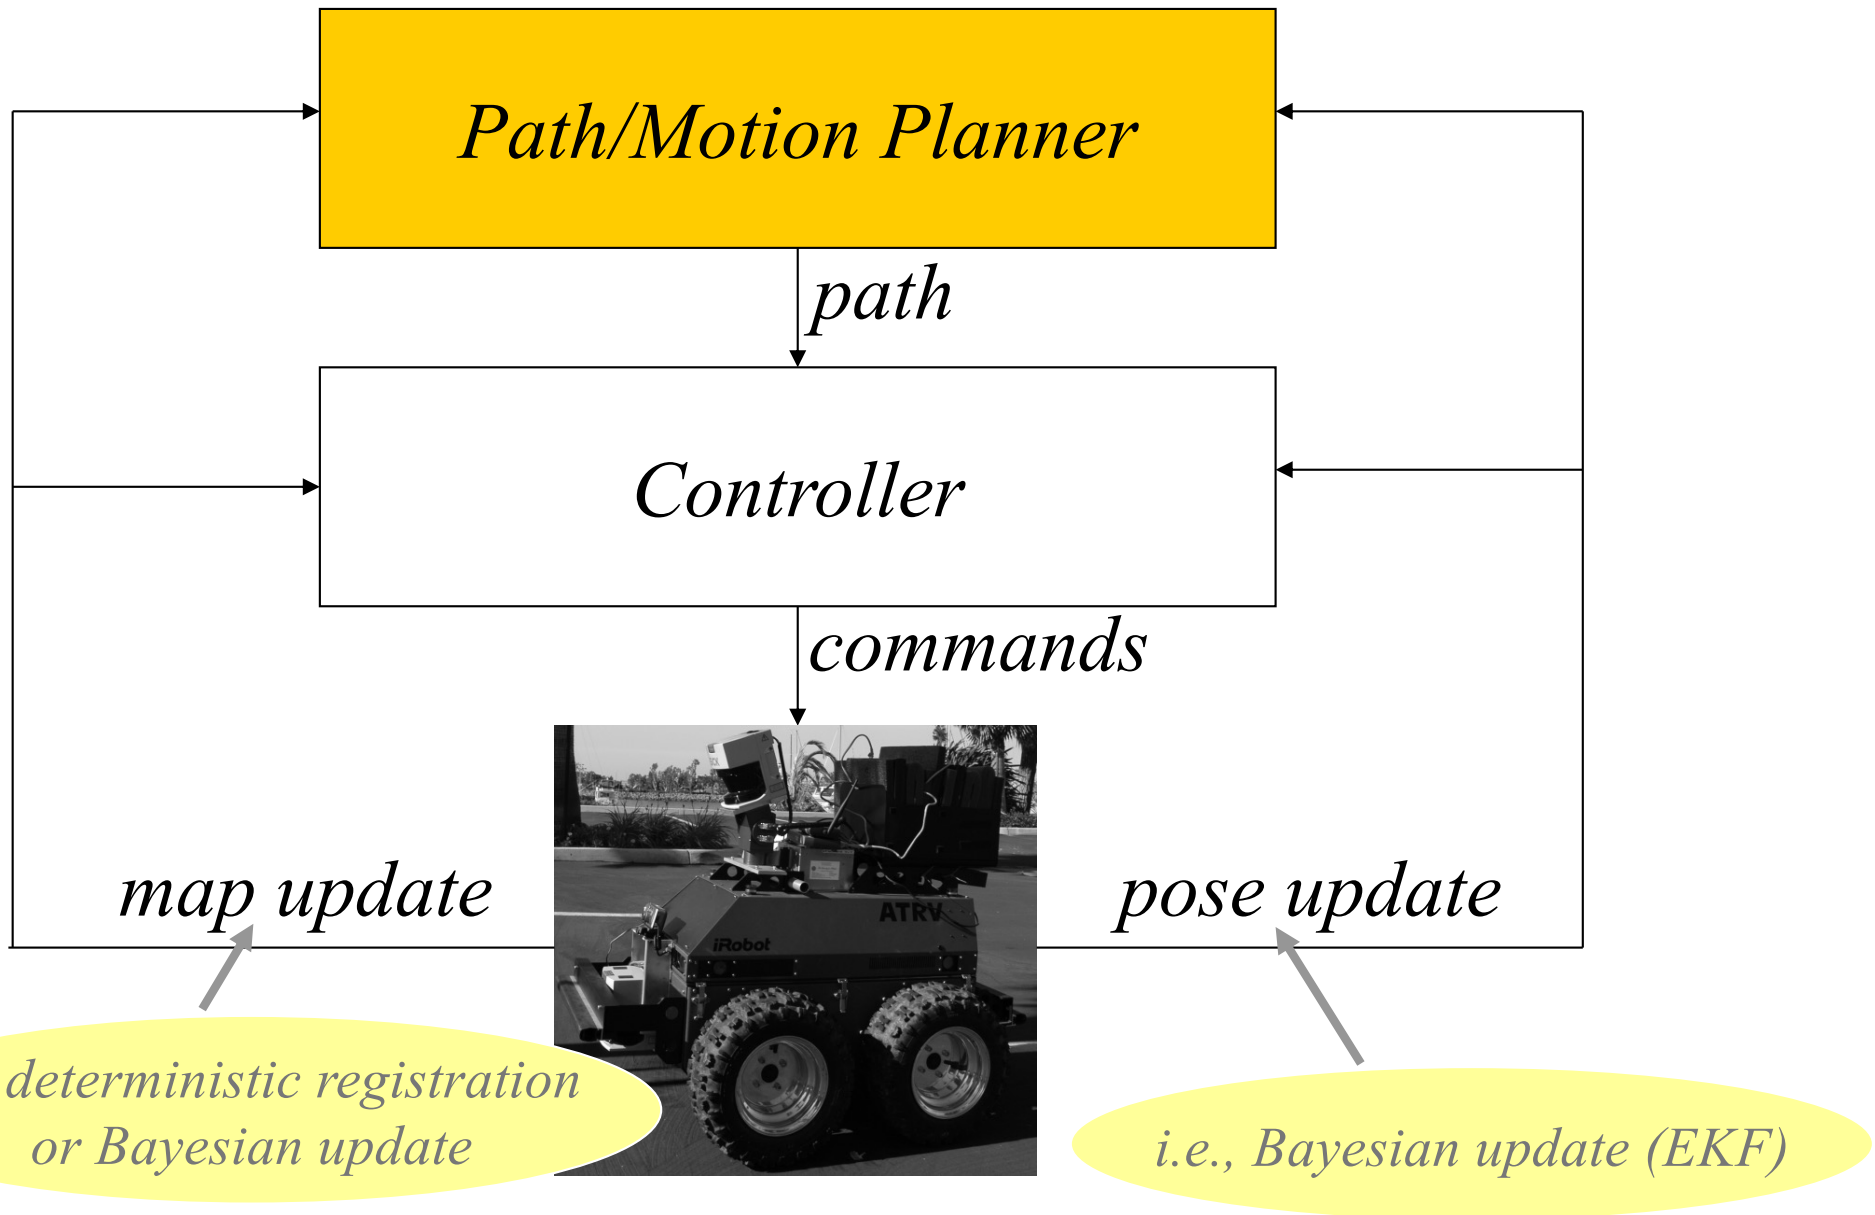 Path/Motion Planner
path
Controller
commands
map update
pose update
ATRV
iRobot
deterministic registration
or Bayesian update
i.e., Bayesian update (EKF)